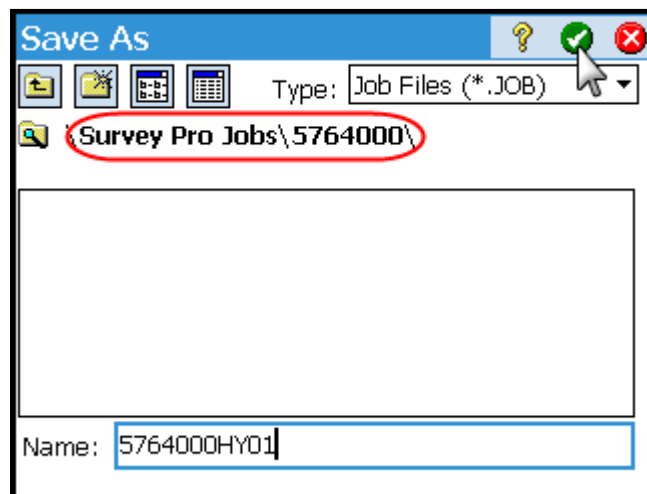 Save As
Type: Job Files (*.JOB)
\Survey Pro Jobs\5764000\
Name: 5764000HY01